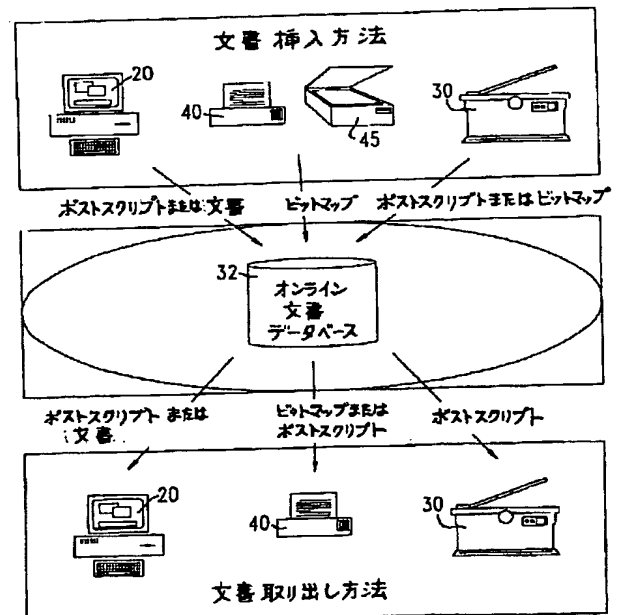 文書 挿入方法
20
40
45
30
ポストスクリプトまたは文書
ビットマップ
ポストスクリプトまたはビットマップ
32
オンライン
文書
データベース
ポストスクリプト または
文書
ビットマップまたは
ポストスクリプト
ポストスクリプト
20
40
30
文書取り出し方法